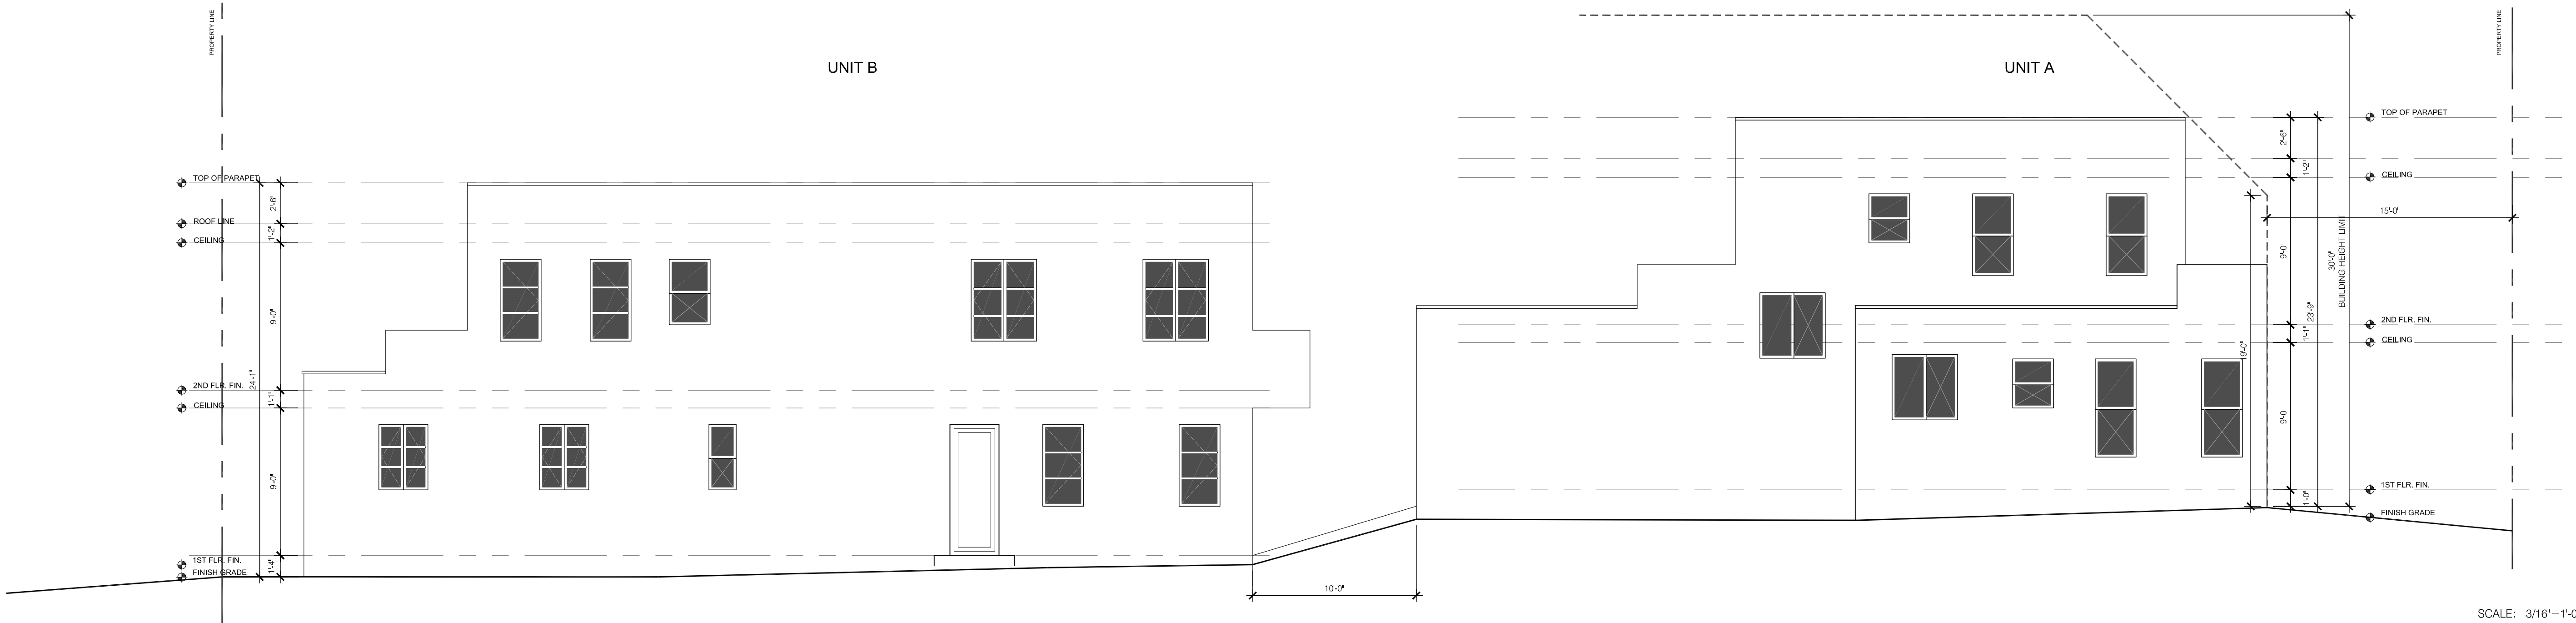 PROPERTY LINE
PROPERTY LINE
UNIT B
UNIT A
TOP OF PARAPET
ROOF LINE
CEILING
2ND FLR. FIN.
CEILING
1ST FLR. FIN.
FINISH GRADE
2'-6"
1'-2"
9'-0"
24'-1"
1'-1"
9'-0"
1'-4"
10'-0"
TOP OF PARAPET
CEILING
2ND FLR. FIN.
CEILING
1ST FLR. FIN.
FINISH GRADE
2'-6"
1'-2"
15'-0"
9'-0"
30'-0"
BUILDING HEIGHT LIMIT
23'-9"
1'-1"
19'-0"
9'-0"
1'-0"
SCALE: 3/16"=1'-0